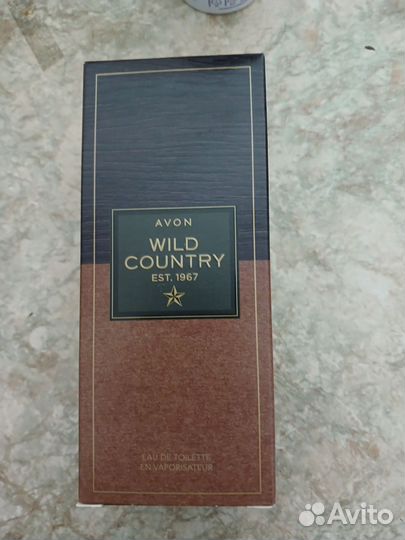 AVON
WILD
COUNTRY
EST. 1967
EAU DE TOILETTE
EN VAPORISATEUR
Avito